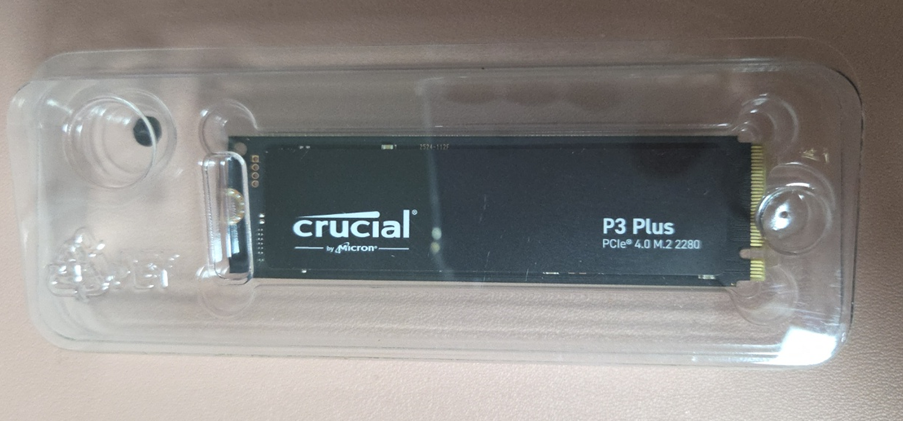 crucial®
by Micron®
P3 Plus
PCIe® 4.0 M.2 2280